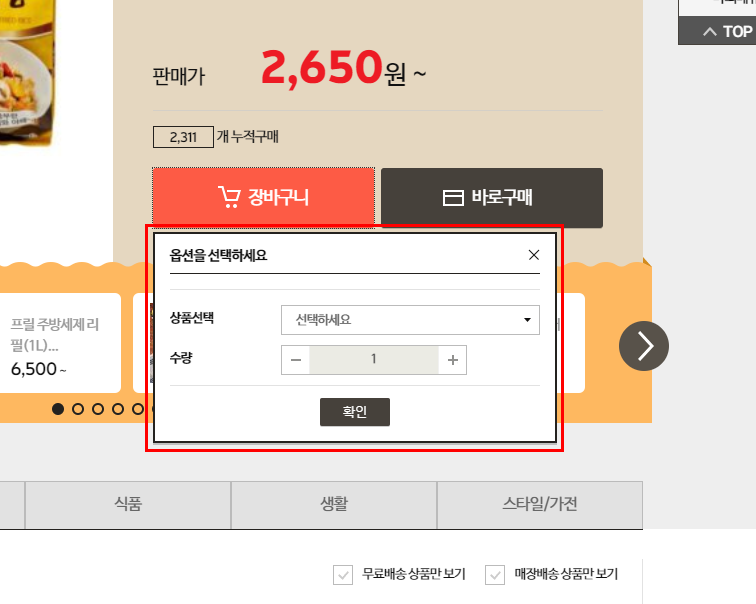 TOP
판매가 2,650원 ~
2,311 개 누적구매
장바구니 바로구매
옵션을 선택하세요
상품선택 선택하세요
수량 − 1 +
확인
프릴 주방세제 리
필(1L)...
6,500 ~
식품 생활 스타일/가전
무료배송 상품만 보기 매장배송 상품만 보기